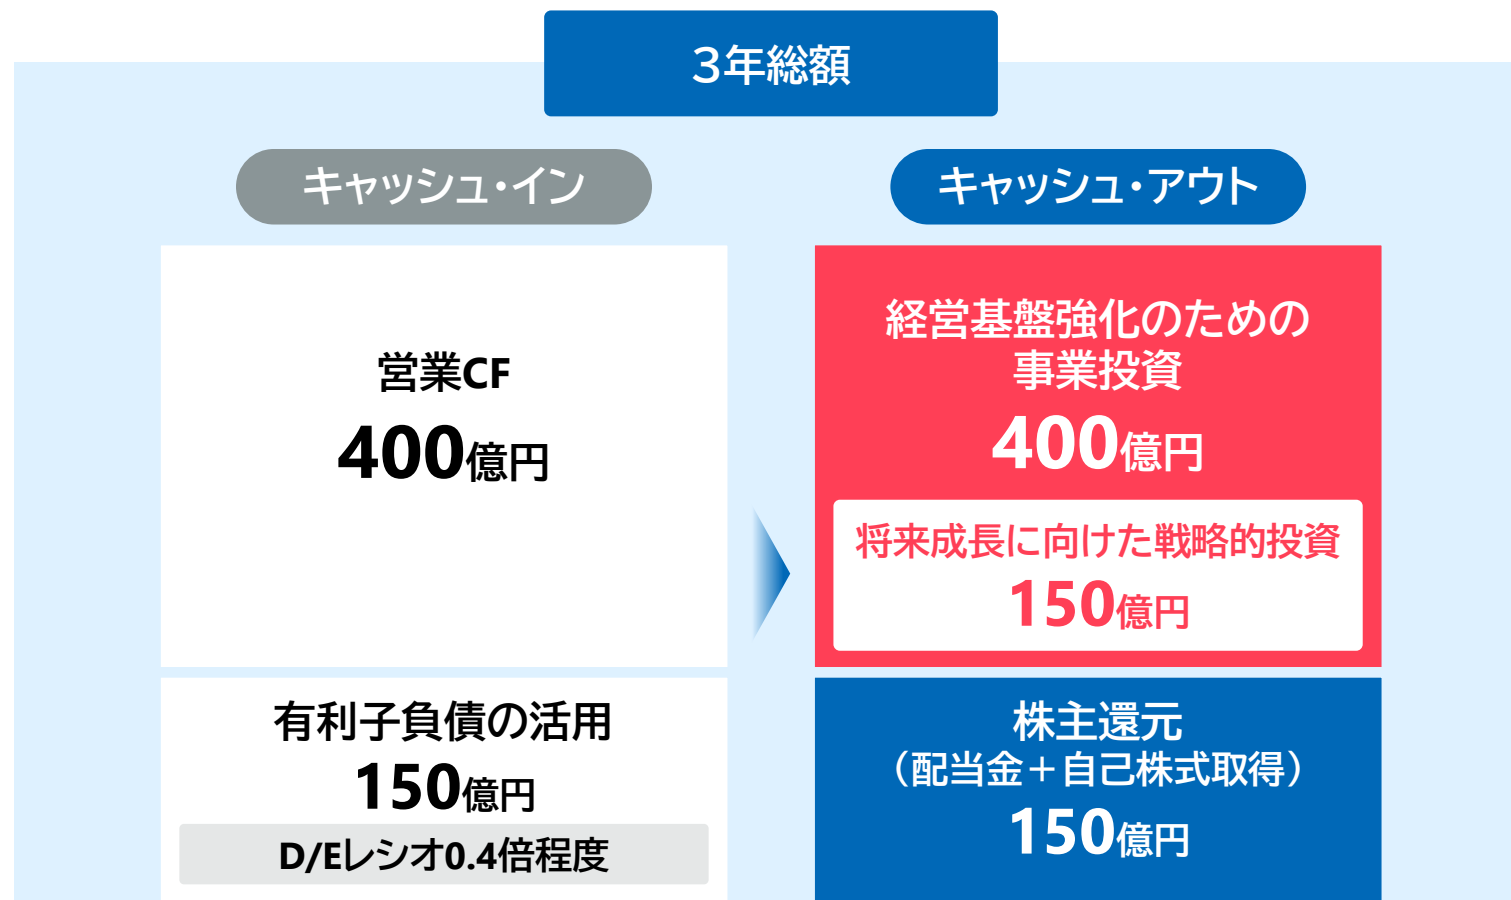 3年総額
キャッシュ・イン
営業CF
400億円
有利子負債の活用
150億円
D/Eレシオ0.4倍程度
キャッシュ・アウト
経営基盤強化のための
事業投資
400億円
将来成長に向けた戦略的投資
150億円
株主還元
（配当金＋自己株式取得）
150億円